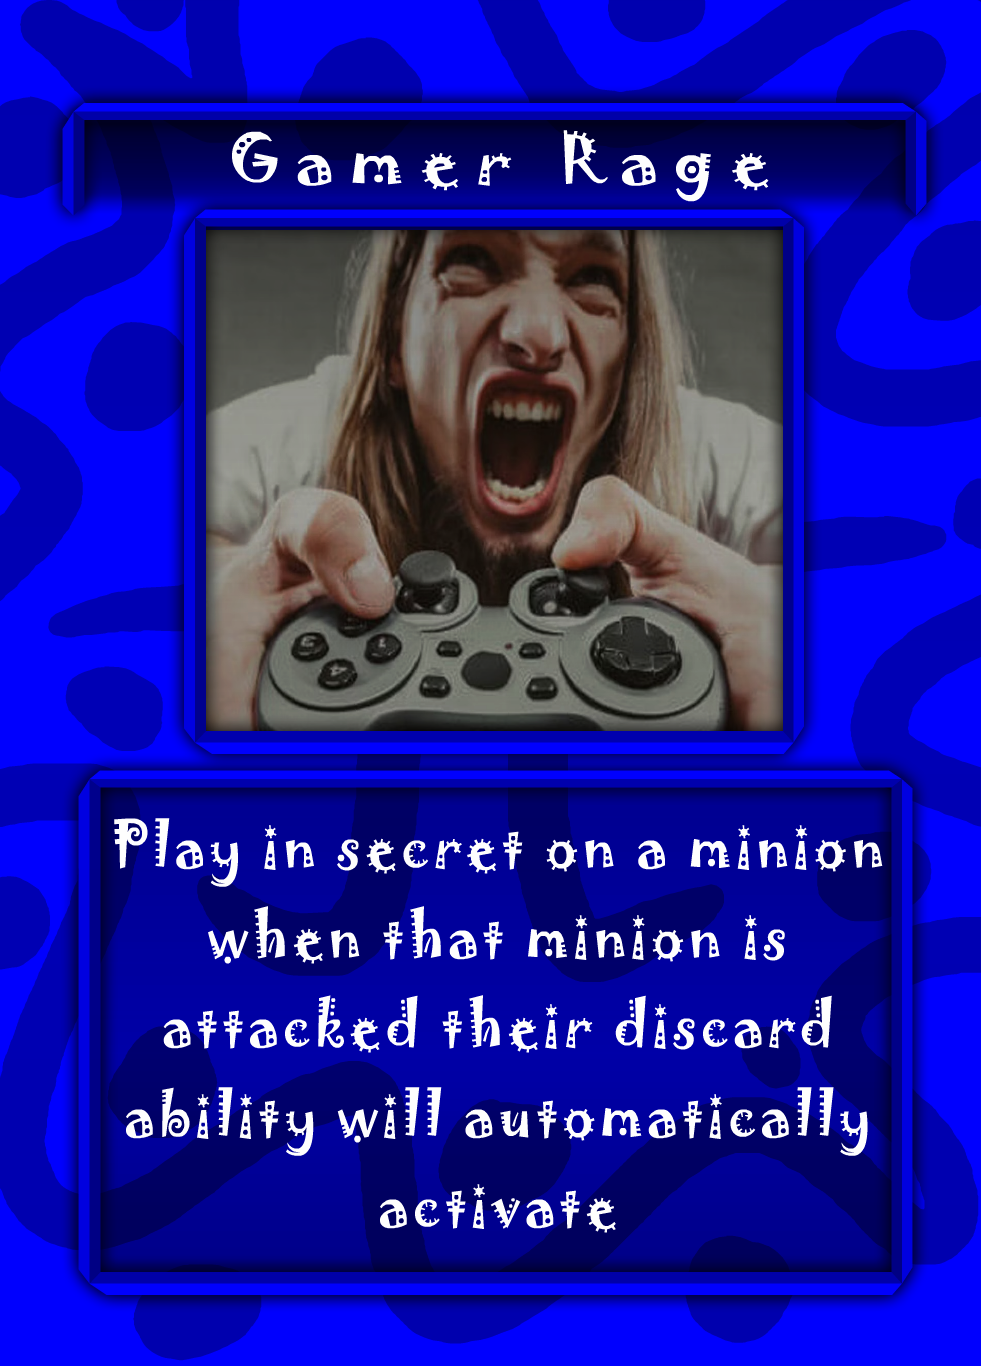 Gamer Rage
Play in secret on a minion
when that minion is
attacked their discard
ability will automatically
activate